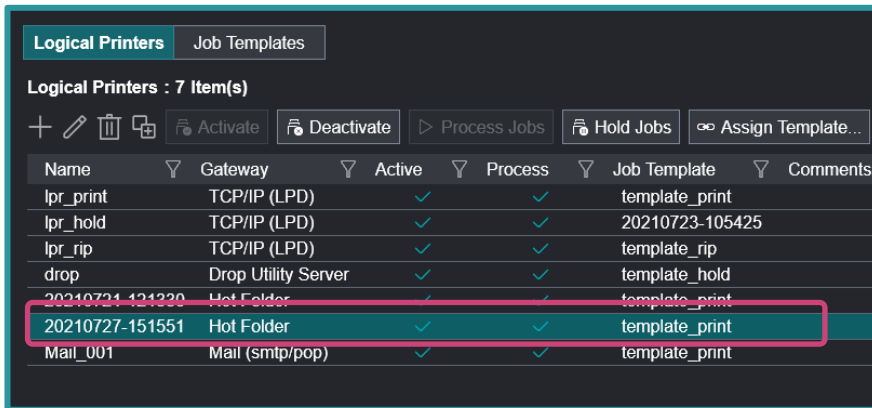 Logical Printers Job Templates
Logical Printers : 7 Item(s)
Activate Deactivate Process Jobs Hold Jobs Assign Template...
Name Gateway Active Process Job Template Comments
lpr_print TCP/IP (LPD) template_print
lpr_hold TCP/IP (LPD) 20210723-105425
lpr_rip TCP/IP (LPD) template_rip
drop Drop Utility Server template_hold
20210721-121330 Hot Folder template_print
20210727-151551 Hot Folder template_print
Mail_001 Mail (smtp/pop) template_print